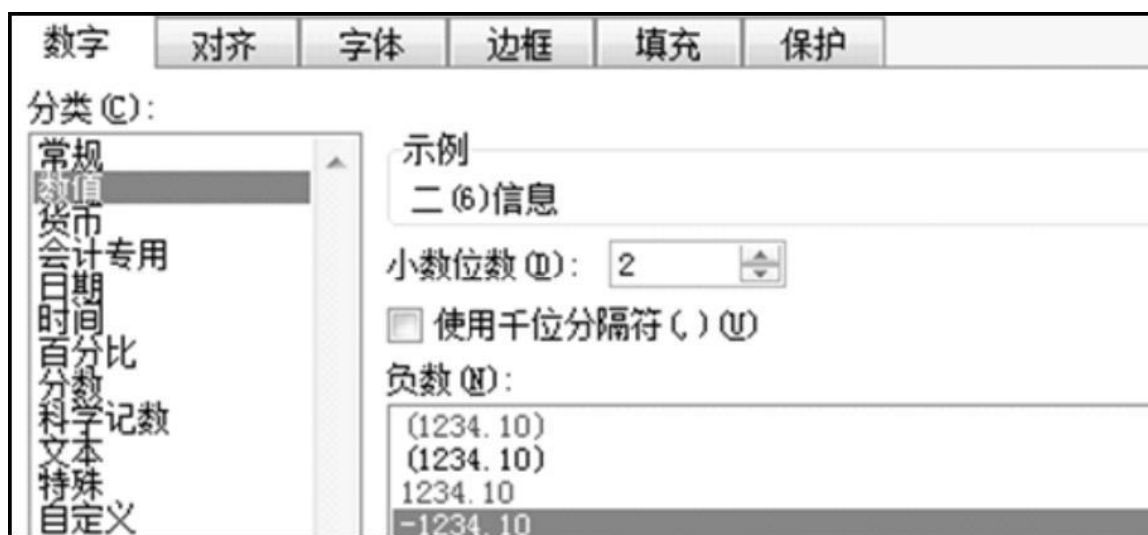 数字 对齐 字体 边框 填充 保护
分类(C):
常规
数值
货币
会计专用
日期
时间
百分比
分数
科学记数
文本
特殊
自定义
示例
二(6)信息
小数位数(D): 2
使用千位分隔符(,)(U)
负数(N):
(1234.10)
(1234.10)
1234.10
-1234.10